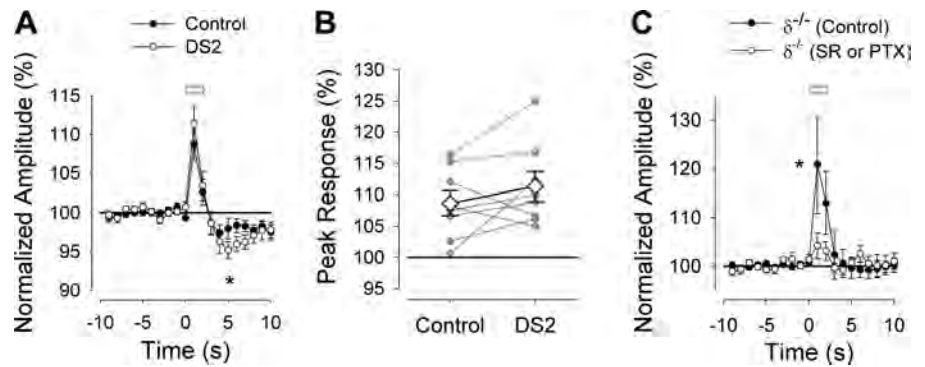 A
Control
DS2
Normalized Amplitude (%)
115
110
105
100
95
90
-10
-5
0
5
10
*
Time (s)
B
Peak Response (%)
130
125
120
115
110
105
100
95
Control
DS2
C
δ-/- (Control)
δ-/- (SR or PTX)
Normalized Amplitude (%)
130
120
110
100
*
-10
-5
0
5
10
Time (s)